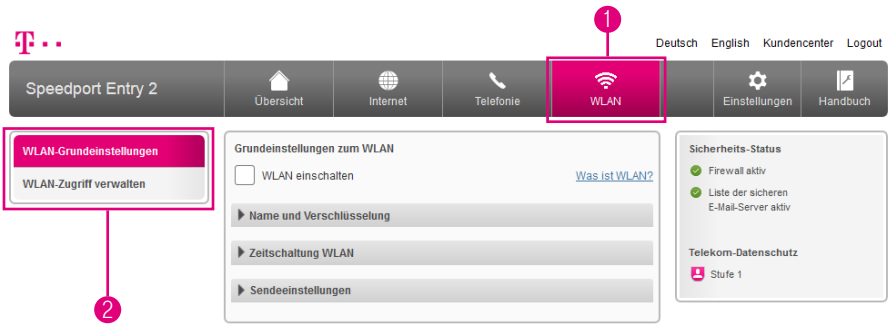 1
T
Deutsch English Kundencenter Logout
Speedport Entry 2
Übersicht
Internet
Telefonie
WLAN
Einstellungen
Handbuch
WLAN-Grundeinstellungen
WLAN-Zugriff verwalten
2
Grundeinstellungen zum WLAN
WLAN einschalten
Was ist WLAN?
Name und Verschlüsselung
Zeitschaltung WLAN
Sendeeinstellungen
Sicherheits-Status
Firewall aktiv
Liste der sicheren
E-Mail-Server aktiv
Telekom-Datenschutz
Stufe 1